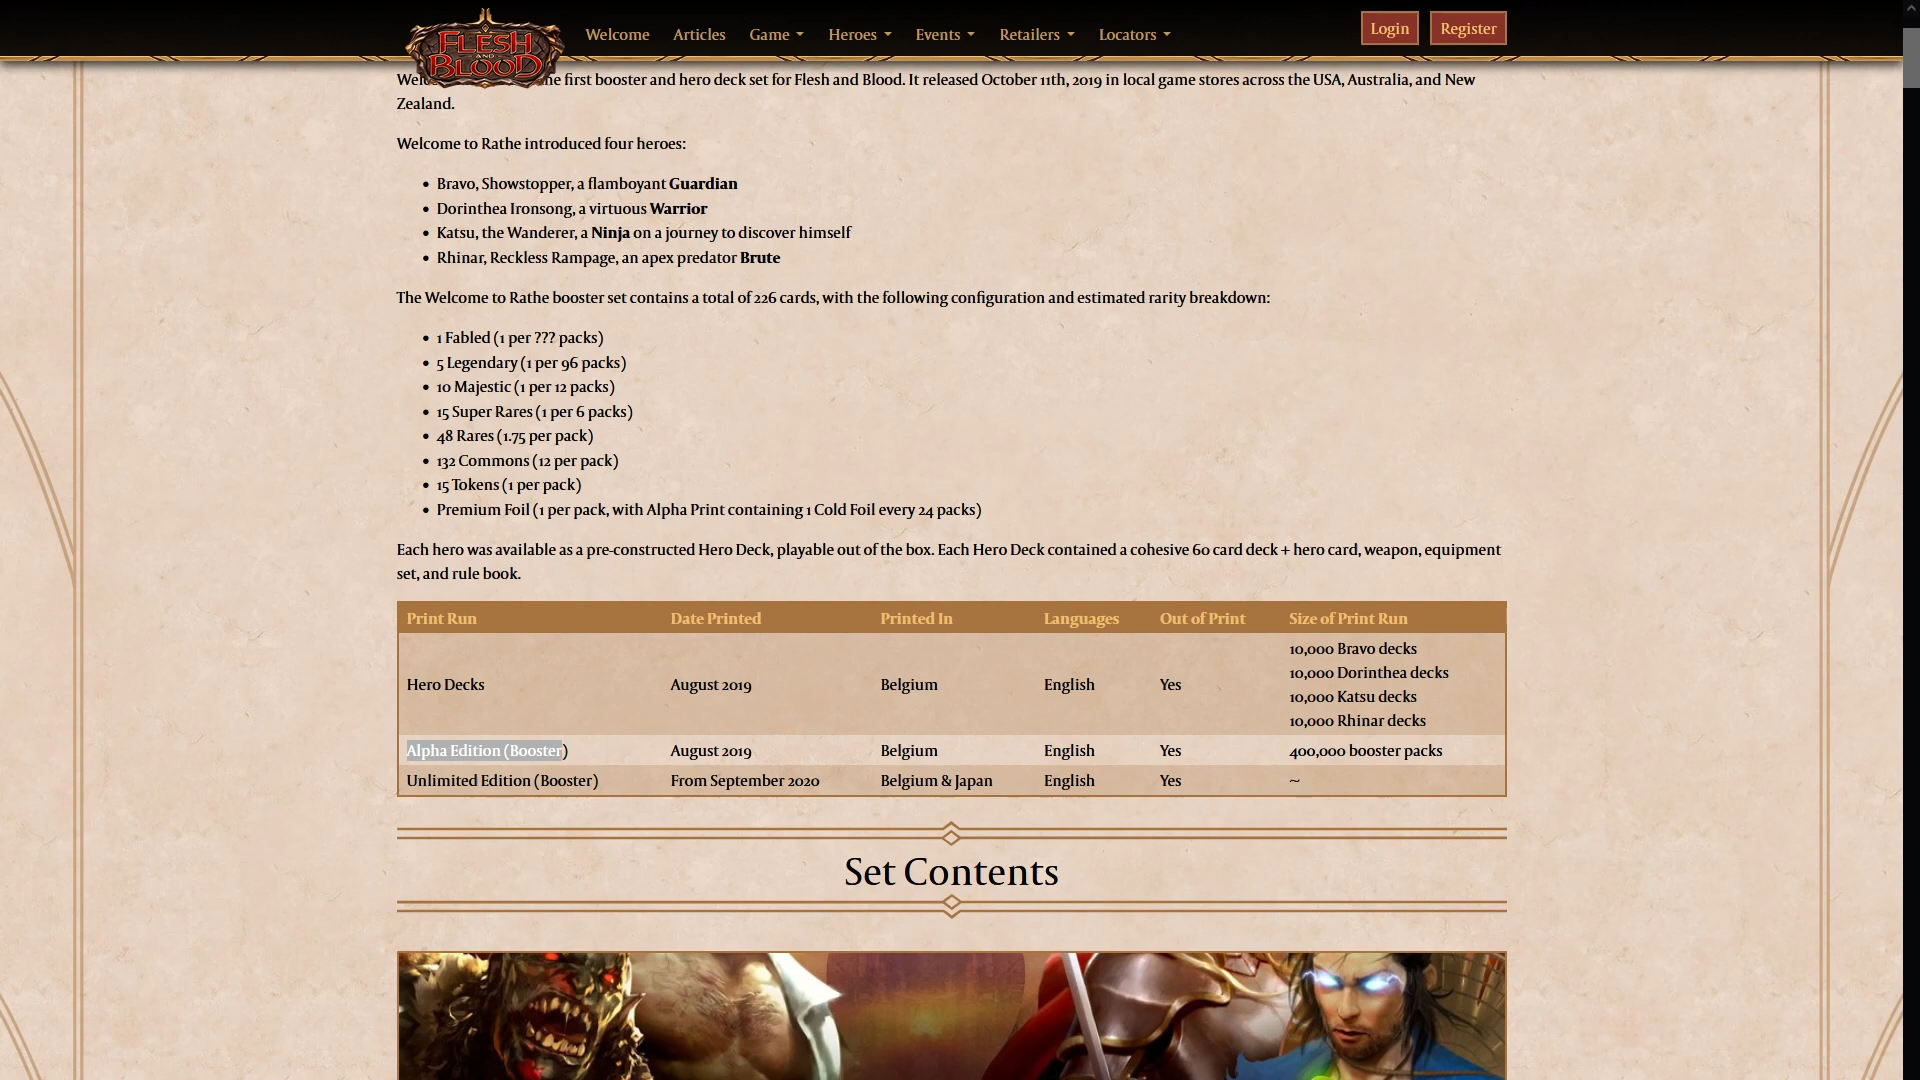 Welcome Articles Game Heroes Events Retailers Locators Login Register
FLESH
AND
BLOOD
first booster and hero deck set for Flesh and Blood. It released October 11th, 2019 in local game stores across the USA, Australia, and New
Zealand.
Welcome to Rathe introduced four heroes:
• Bravo, Showstopper, a flamboyant Guardian
• Dorinthea Ironsong, a virtuous Warrior
• Katsu, the Wanderer, a Ninja on a journey to discover himself
• Rhinar, Reckless Rampage, an apex predator Brute
The Welcome to Rathe booster set contains a total of 226 cards, with the following configuration and estimated rarity breakdown:
• 1 Fabled (1 per ??? packs)
• 5 Legendary (1 per 96 packs)
• 10 Majestic (1 per 12 packs)
• 15 Super Rares (1 per 6 packs)
• 48 Rares (1.75 per pack)
• 132 Commons (12 per pack)
• 15 Tokens (1 per pack)
• Premium Foil (1 per pack, with Alpha Print containing 1 Cold Foil every 24 packs)
Each hero was available as a pre-constructed Hero Deck, playable out of the box. Each Hero Deck contained a cohesive 60 card deck + hero card, weapon, equipment
set, and rule book.
Print Run Date Printed Printed In Languages Out of Print Size of Print Run
Hero Decks August 2019 Belgium English Yes 10,000 Bravo decks
10,000 Dorinthea decks
10,000 Katsu decks
10,000 Rhinar decks
Alpha Edition (Booster) August 2019 Belgium English Yes 400,000 booster packs
Unlimited Edition (Booster) From September 2020 Belgium & Japan English Yes ~
Set Contents